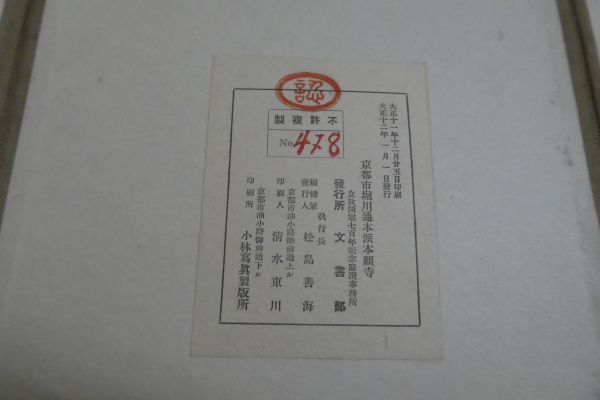 認
不許複製
No. 478
大正十一年十二月廿五日印刷
大正十二年一月一日發行
京都市堀川通本派本願寺
立教開宗七百年記念慶讚事務所
發行所 文書部
執行長
編輯兼發行人 松島善海
京都市油小路御前通上ル
印刷人 清水東川
京都市油小路御前通下ル
印刷所 小林寫眞製版所